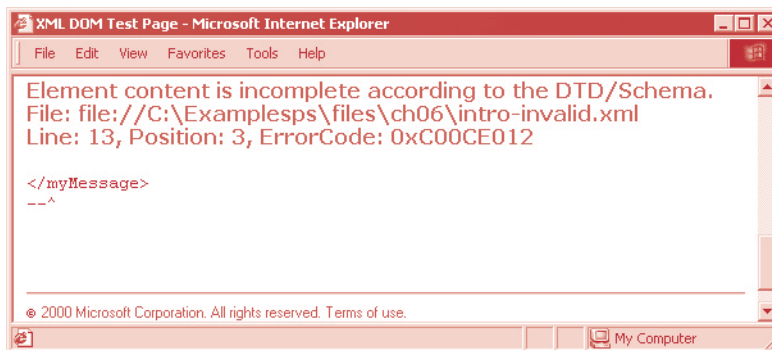 XML DOM Test Page - Microsoft Internet Explorer
File Edit View Favorites Tools Help
Element content is incomplete according to the DTD/Schema.
File: file://C:\Examplesps\files\ch06\intro-invalid.xml
Line: 13, Position: 3, ErrorCode: 0xC00CE012
</myMessage>
--^
© 2000 Microsoft Corporation. All rights reserved. Terms of use.
My Computer